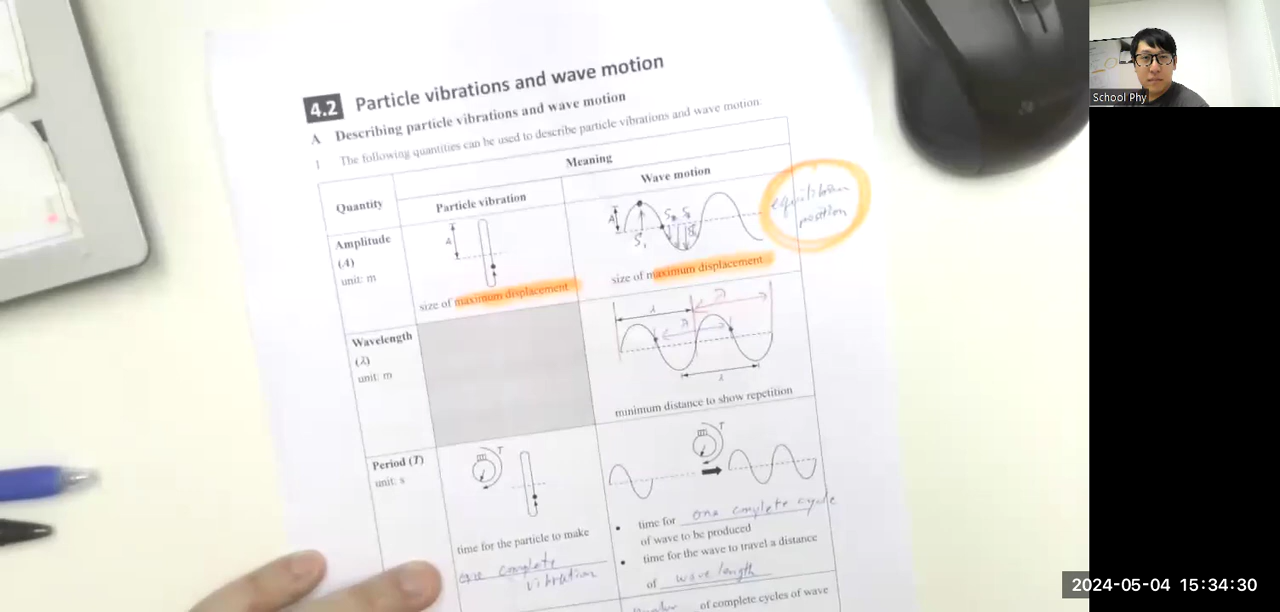 4.2 Particle vibrations and wave motion
A Describing particle vibrations and wave motion
1 The following quantities can be used to describe particle vibrations and wave motion.
Quantity
Meaning
Particle vibration
Wave motion
Amplitude
(A)
unit: m
A
size of maximum displacement
A
S₁
equilibrium
position
size of maximum displacement
Wavelength
(λ)
unit: m
λ
λ
λ
λ
minimum distance to show repetition
Period (T)
unit: s
T
time for the particle to make
one complete
vibration
T
• time for one complete cycle
of wave to be produced
• time for the wave to travel a distance
of wave length
of complete cycles of wave
School Phy
2024-05-04 15:34:30